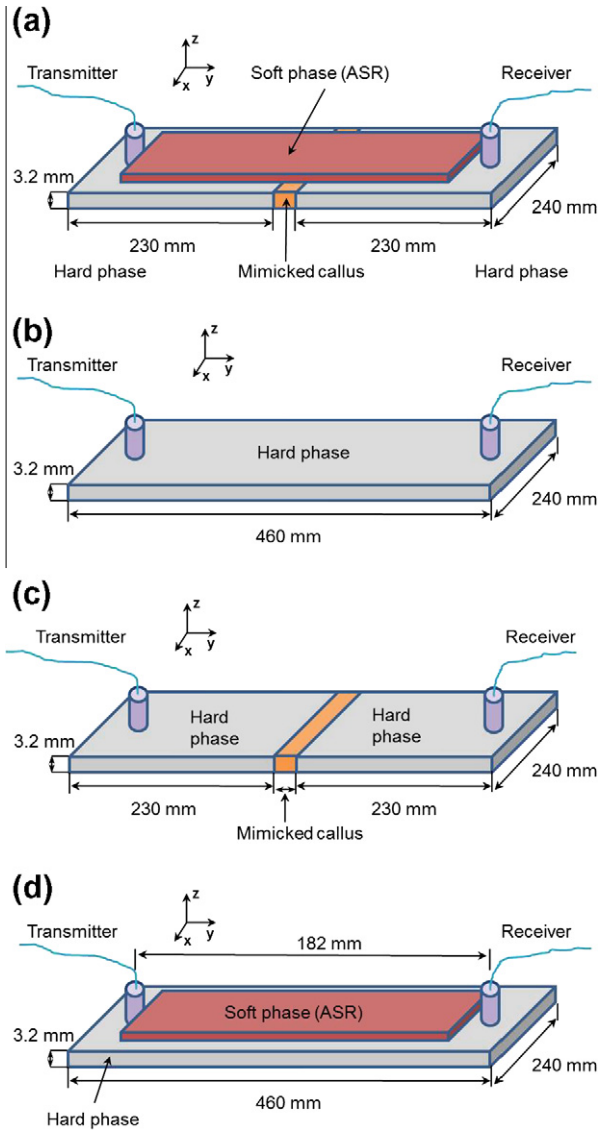 (a)
z
y
x
Transmitter
Soft phase (ASR)
Receiver
3.2 mm
240 mm
230 mm
230 mm
Hard phase
Mimicked callus
Hard phase
(b)
z
y
x
Transmitter
Receiver
Hard phase
3.2 mm
240 mm
460 mm
(c)
z
y
x
Transmitter
Receiver
Hard
phase
Hard
phase
3.2 mm
240 mm
230 mm
230 mm
Mimicked callus
(d)
z
y
x
Transmitter
182 mm
Receiver
Soft phase (ASR)
3.2 mm
240 mm
460 mm
Hard phase